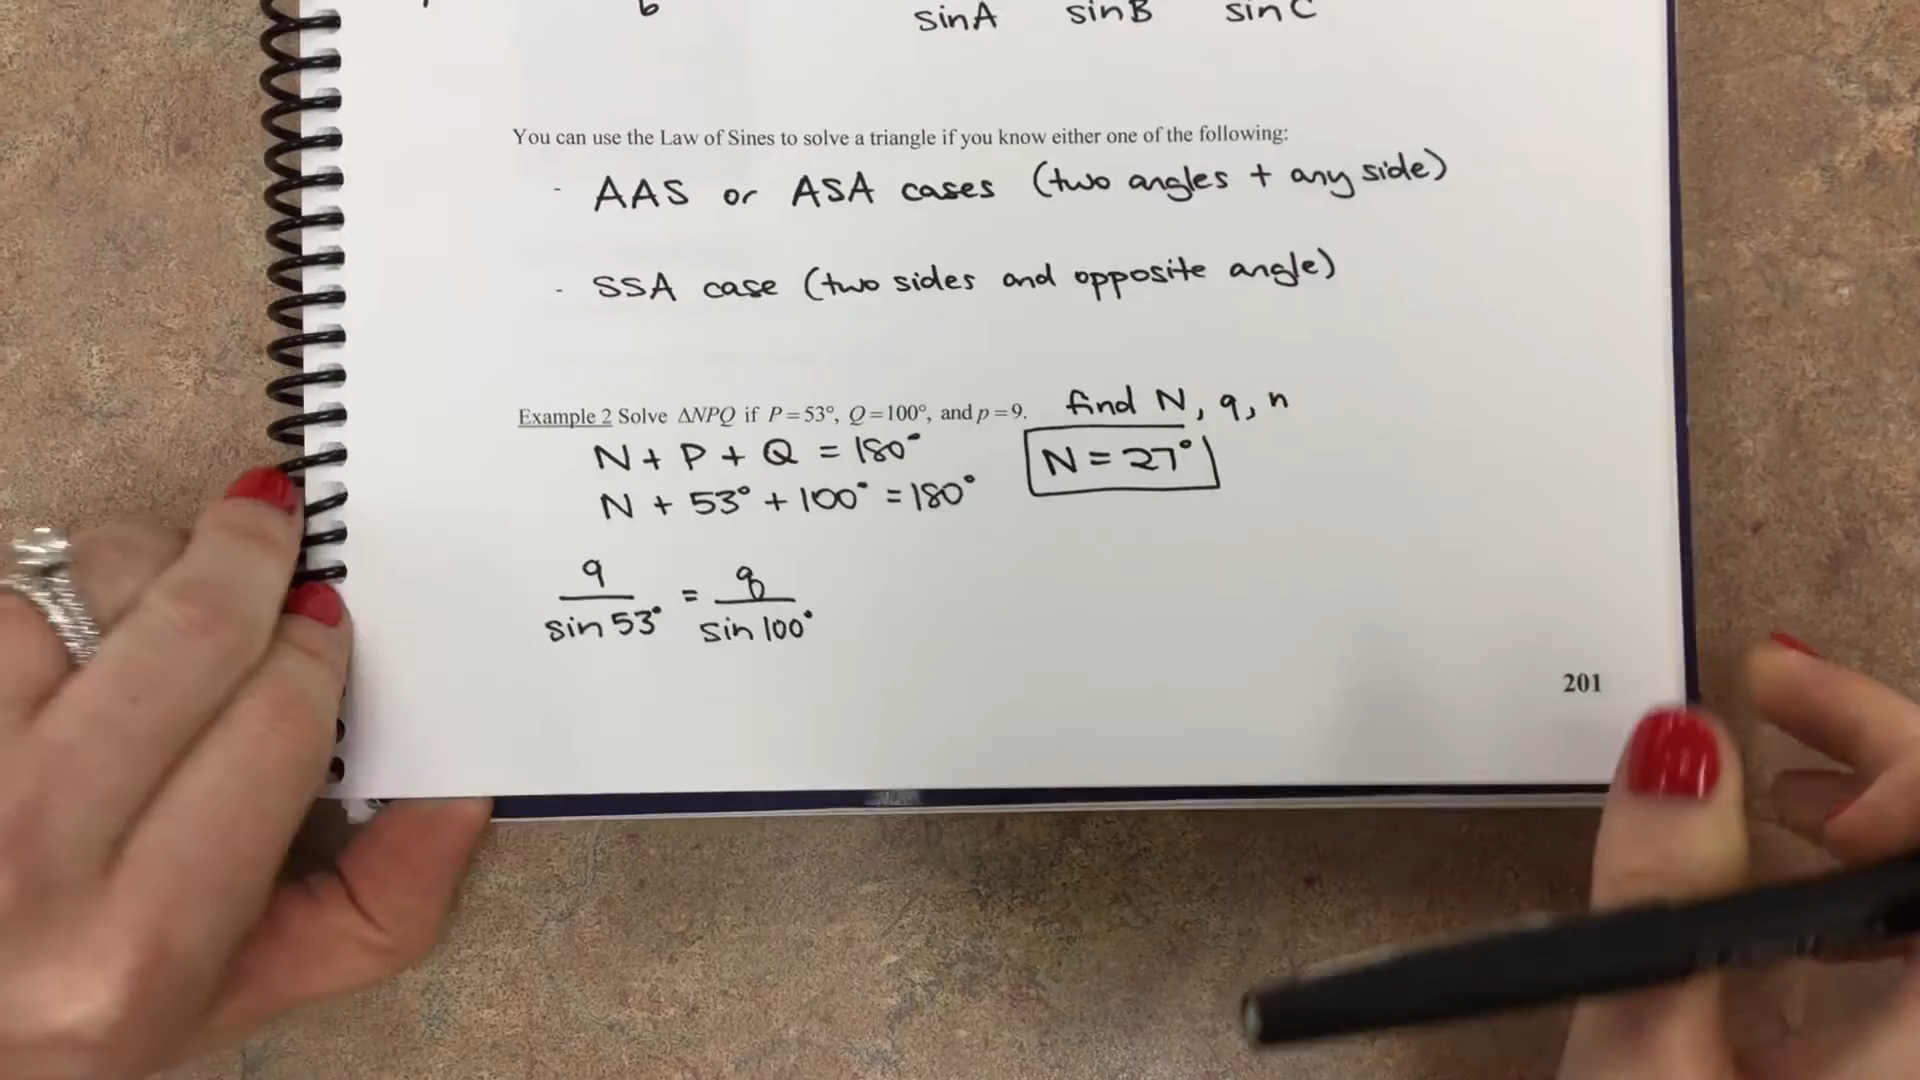 b
sinA sinB sinC
You can use the Law of Sines to solve a triangle if you know either one of the following:
- AAS or ASA cases (two angles + any side)
- SSA case (two sides and opposite angle)
Example 2 Solve ΔNPQ if P = 53°, Q = 100°, and p = 9. find N, q, n
N + P + Q = 180° N = 27°
N + 53° + 100° = 180°
9 = q
sin 53° sin 100°
201